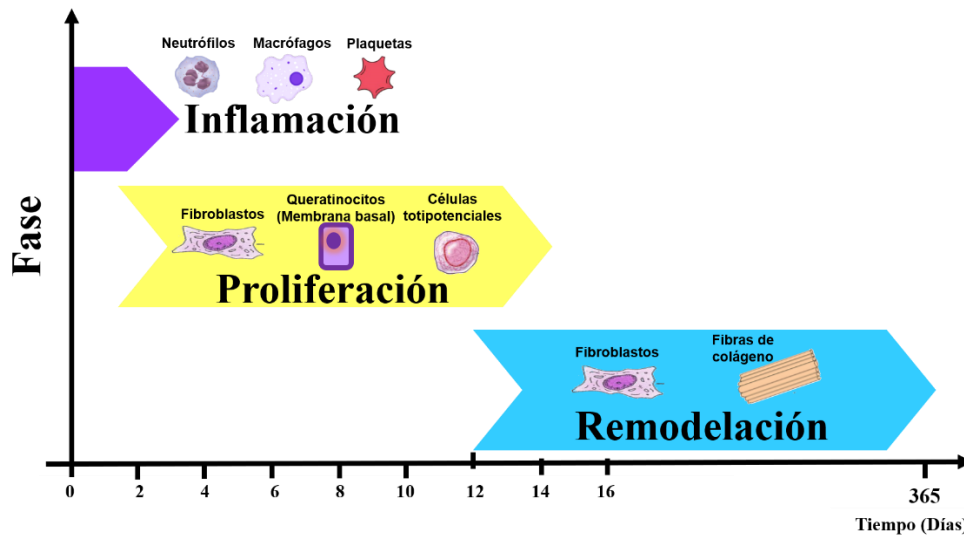 Neutrófilos
Macrófagos
Plaquetas
Inflamación
Fase
Fibroblastos
Queratinocitos
(Membrana basal)
Células
totipotenciales
Proliferación
Fibroblastos
Fibras de
colágeno
Remodelación
0 2 4 6 8 10 12 14 16 365
Tiempo (Días)